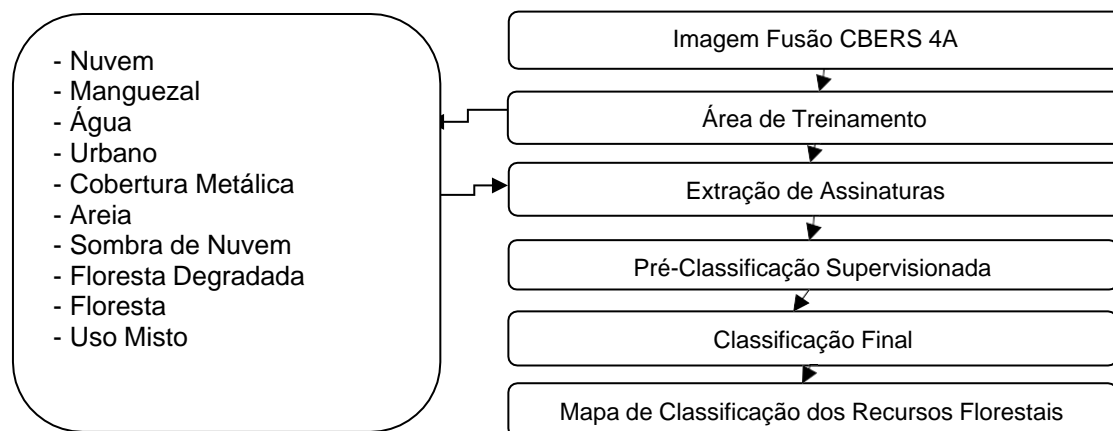 - Nuvem
- Manguezal
- Água
- Urbano
- Cobertura Metálica
- Areia
- Sombra de Nuvem
- Floresta Degradada
- Floresta
- Uso Misto
Imagem Fusão CBERS 4A
Área de Treinamento
Extração de Assinaturas
Pré-Classificação Supervisionada
Classificação Final
Mapa de Classificação dos Recursos Florestais